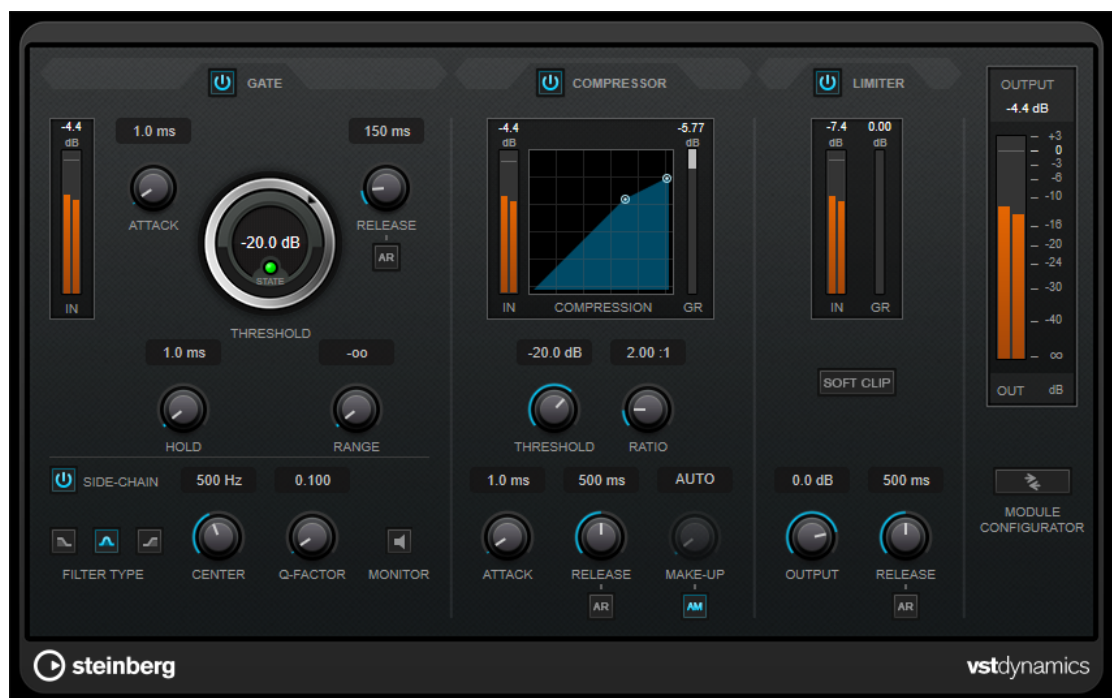 GATE
COMPRESSOR
LIMITER
OUTPUT
-4.4 dB
-4.4
dB
IN
1.0 ms
ATTACK
150 ms
RELEASE
AR
-20.0 dB
STATE
THRESHOLD
1.0 ms
HOLD
-oo
RANGE
SIDE-CHAIN
500 Hz
0.100
FILTER TYPE
CENTER
Q-FACTOR
MONITOR
-4.4
dB
-5.77
dB
IN
COMPRESSION
GR
-20.0 dB
2.00 :1
THRESHOLD
RATIO
1.0 ms
500 ms
AUTO
ATTACK
RELEASE
MAKE-UP
AR
AM
-7.4
dB
0.00
dB
IN
GR
SOFT CLIP
0.0 dB
500 ms
OUTPUT
RELEASE
AR
+3
0
-3
-6
-10
-16
-20
-24
-30
-40
oo
OUT
dB
MODULE
CONFIGURATOR
steinberg
vstdynamics